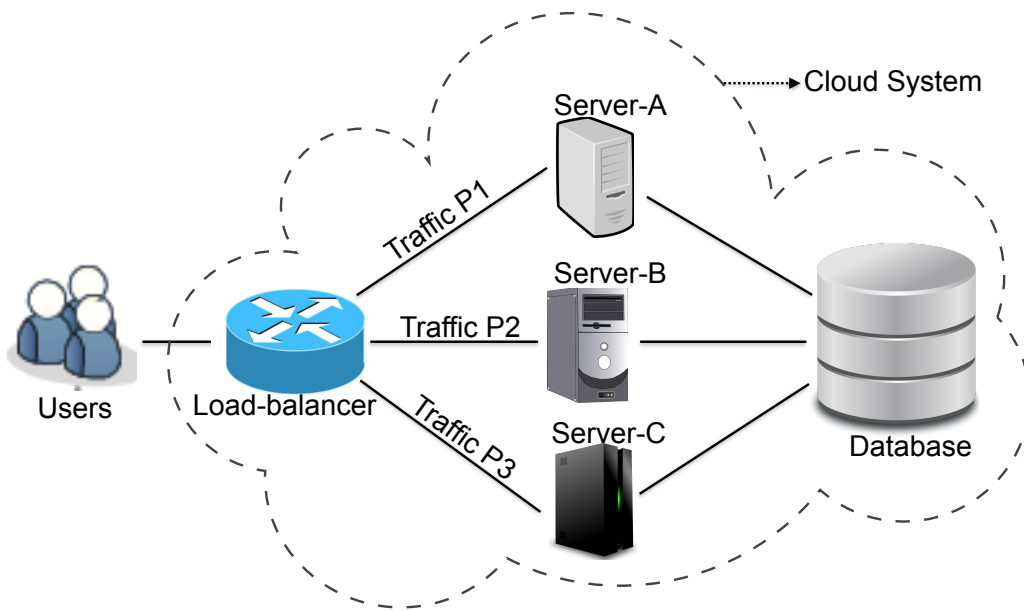 Cloud System
Server-A
Traffic P1
Server-B
Traffic P2
Users
Load-balancer
Traffic P3
Server-C
Database